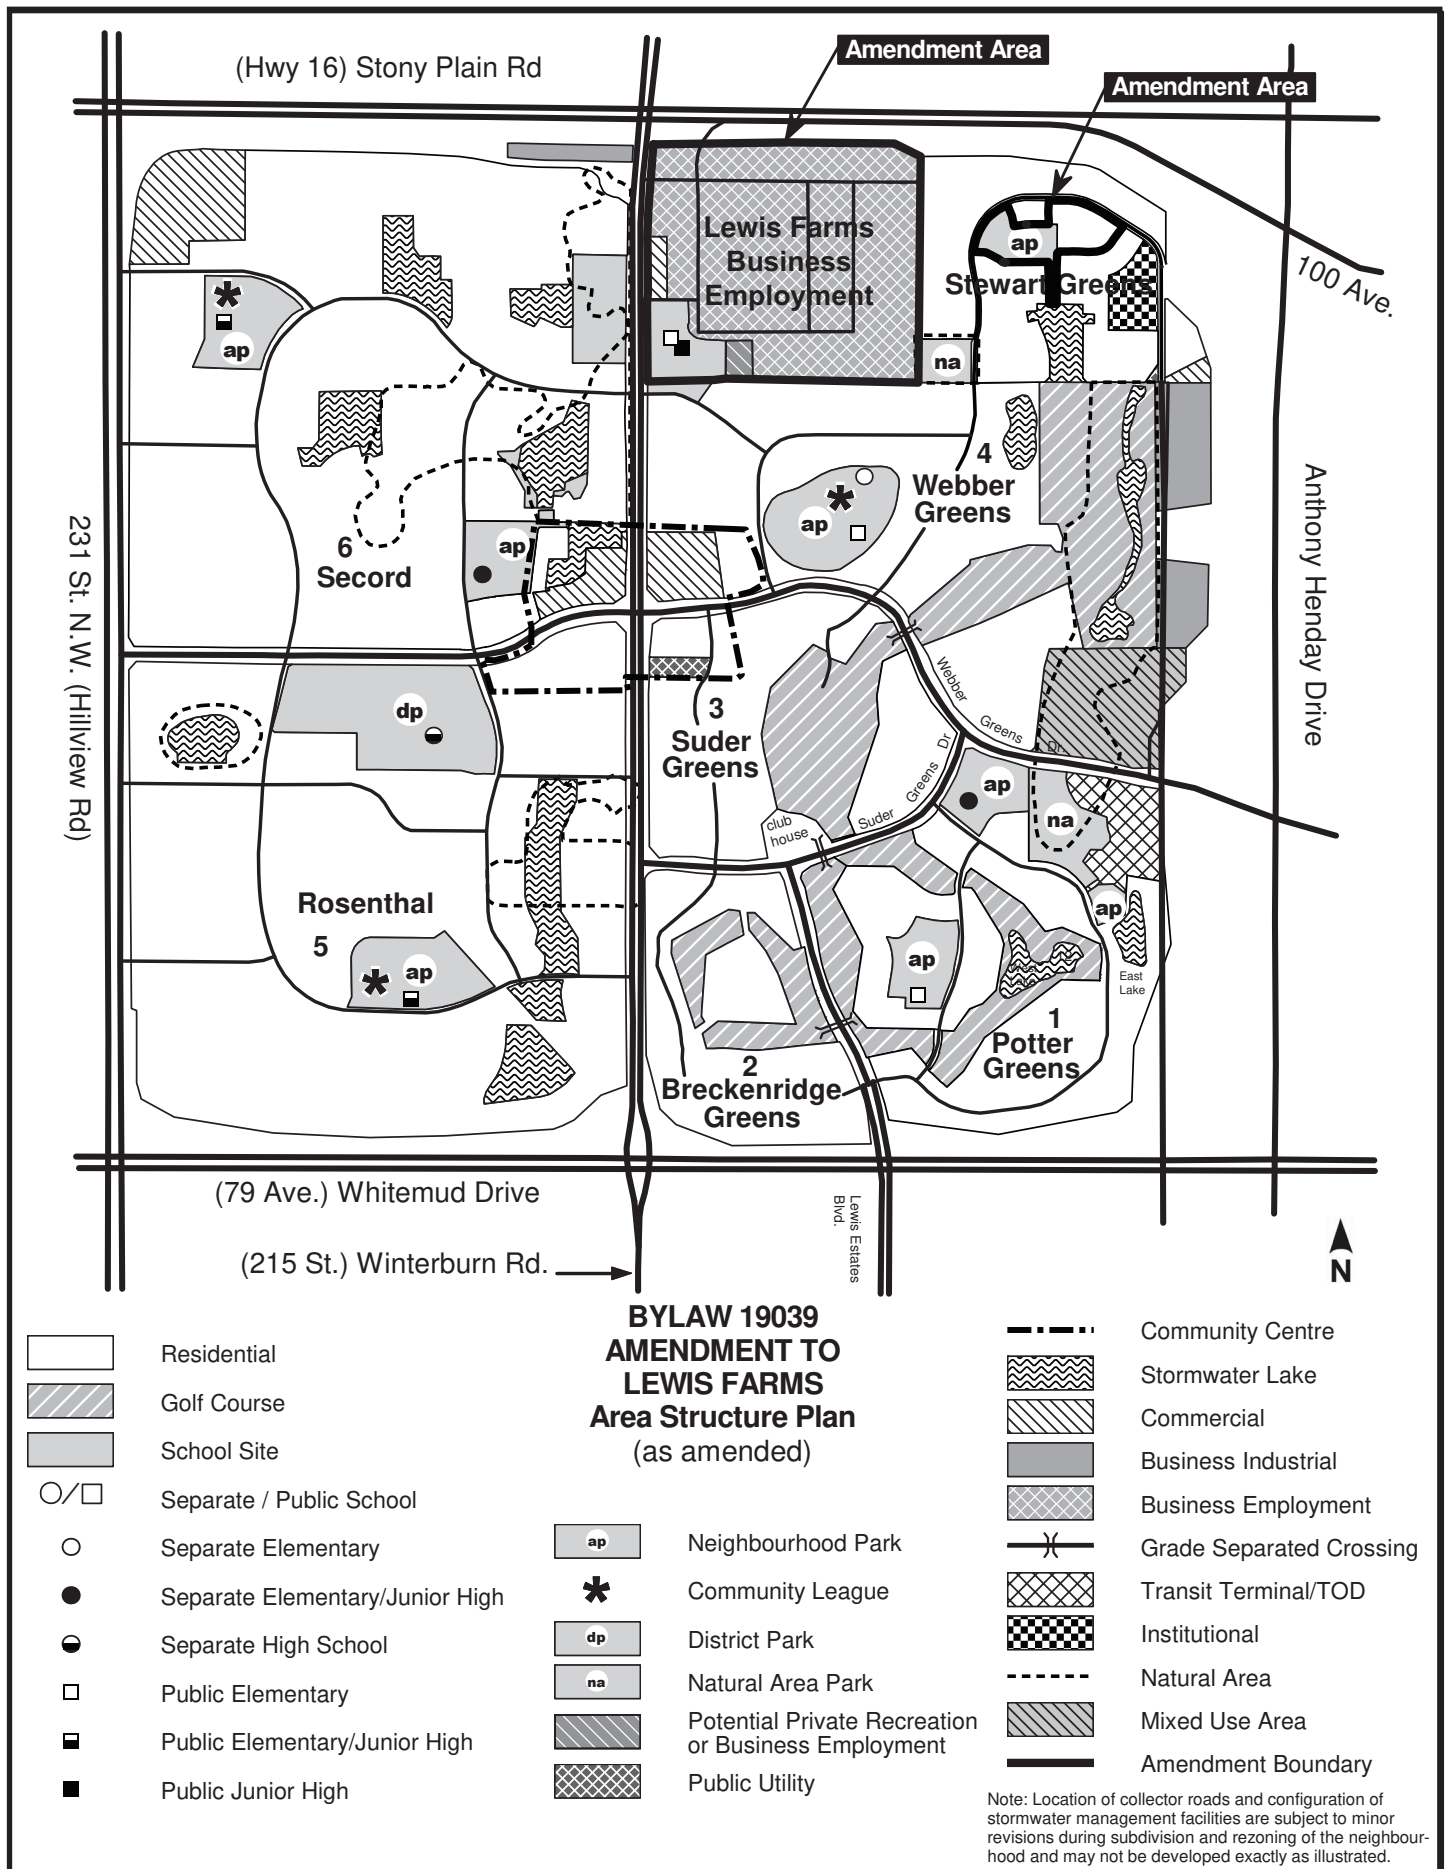 Amendment Area
(Hwy 16) Stony Plain Rd
Amendment Area
Lewis Farms
Business
Employment
ap
Stewart Greens
100 Ave.
ap
na
4
Webber
Greens
ap
6
Secord
ap
231 St. N.W. (Hillview Rd)
Anthony Henday Drive
dp
3
Suder
Greens
Webber
Greens
Dr.
Suder
Greens
Dr
club
house
ap
na
ap
Rosenthal
5
ap
ap
West
Lake
East
Lake
1
Potter
Greens
2
Breckenridge
Greens
(79 Ave.) Whitemud Drive
Lewis Estates
Blvd.
(215 St.) Winterburn Rd.
N
BYLAW 19039
AMENDMENT TO
LEWIS FARMS
Area Structure Plan
(as amended)
Residential
Golf Course
School Site
Separate / Public School
Separate Elementary
Separate Elementary/Junior High
Separate High School
Public Elementary
Public Elementary/Junior High
Public Junior High
ap
Neighbourhood Park
Community League
dp
District Park
na
Natural Area Park
Potential Private Recreation
or Business Employment
Public Utility
Community Centre
Stormwater Lake
Commercial
Business Industrial
Business Employment
Grade Separated Crossing
Transit Terminal/TOD
Institutional
Natural Area
Mixed Use Area
Amendment Boundary
Note: Location of collector roads and configuration of
stormwater management facilities are subject to minor
revisions during subdivision and rezoning of the neighbour-
hood and may not be developed exactly as illustrated.